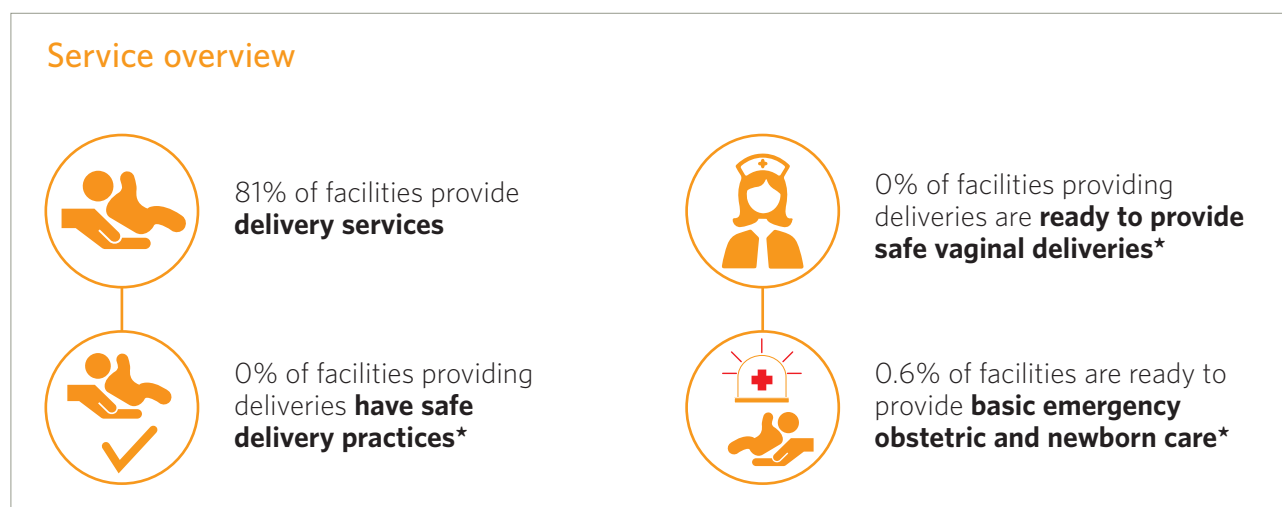 Service overview
81% of facilities provide
delivery services
0% of facilities providing
deliveries have safe
delivery practices*
0% of facilities providing
deliveries are ready to provide
safe vaginal deliveries*
0.6% of facilities are ready to
provide basic emergency
obstetric and newborn care*